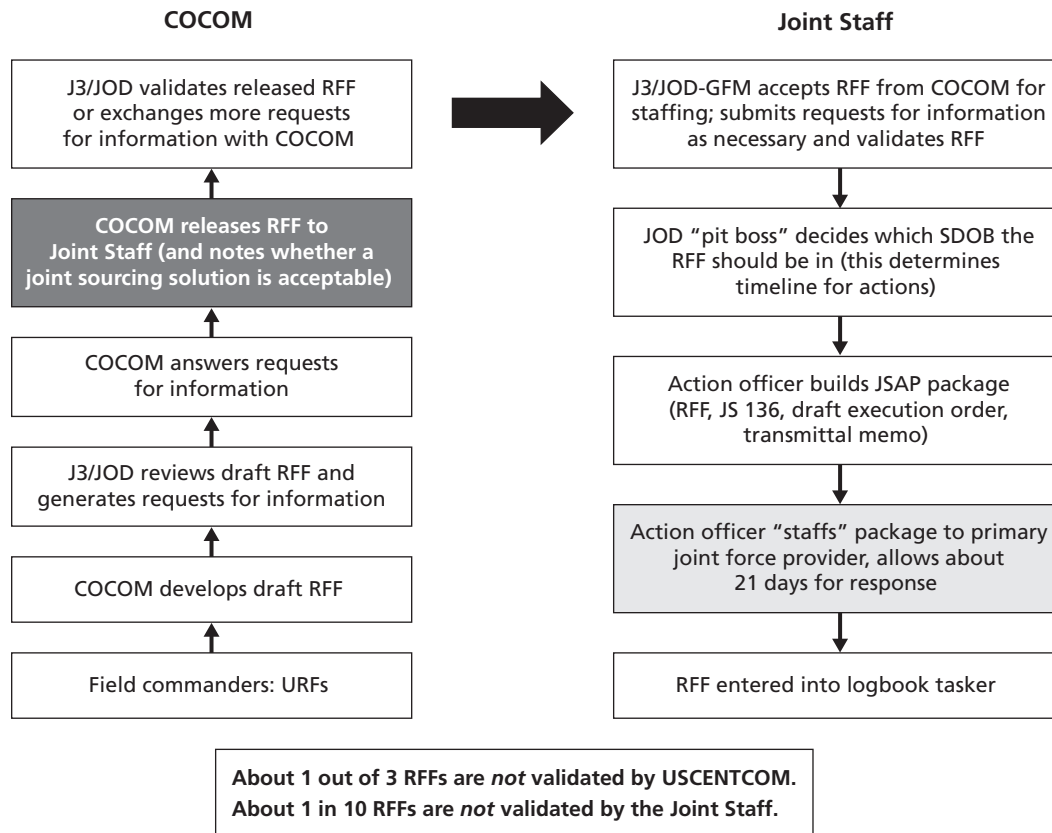 COCOM
J3/JOD validates released RFF
or exchanges more requests
for information with COCOM
COCOM releases RFF to
Joint Staff (and notes whether a
joint sourcing solution is acceptable)
COCOM answers requests
for information
J3/JOD reviews draft RFF and
generates requests for information
COCOM develops draft RFF
Field commanders: URFs
Joint Staff
J3/JOD-GFM accepts RFF from COCOM for
staffing; submits requests for information
as necessary and validates RFF
JOD “pit boss” decides which SDOB the
RFF should be in (this determines
timeline for actions)
Action officer builds JSAP package
(RFF, JS 136, draft execution order,
transmittal memo)
Action officer “staffs” package to primary
joint force provider, allows about
21 days for response
RFF entered into logbook tasker
About 1 out of 3 RFFs are not validated by USCENTCOM.
About 1 in 10 RFFs are not validated by the Joint Staff.